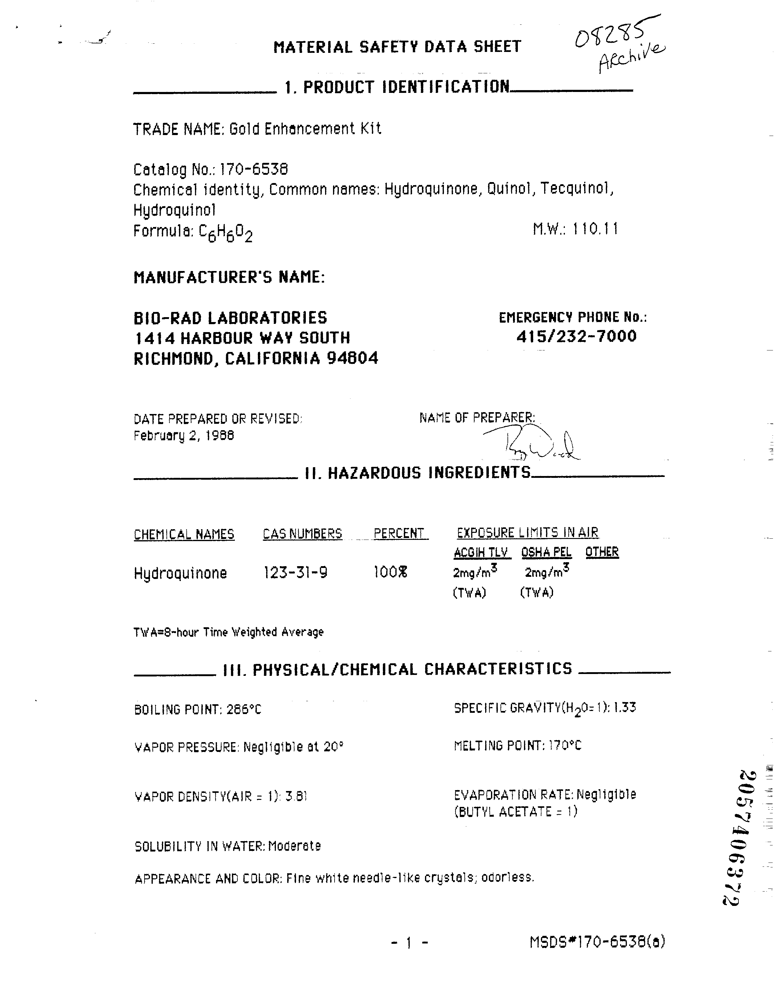 08285
Archive
MATERIAL SAFETY DATA SHEET
1. PRODUCT IDENTIFICATION
TRADE NAME: Gold Enhancement Kit
Catalog No.: 170-6538
Chemical identity, Common names: Hydroquinone, Quinol, Tecquinol,
Hydroquinol
Formula: C6H6O2 M.W.: 110.11
MANUFACTURER'S NAME:
BIO-RAD LABORATORIES EMERGENCY PHONE No.:
1414 HARBOUR WAY SOUTH 415/232-7000
RICHMOND, CALIFORNIA 94804
DATE PREPARED OR REVISED: NAME OF PREPARER:
February 2, 1988
II. HAZARDOUS INGREDIENTS
CHEMICAL NAMES CAS NUMBERS PERCENT EXPOSURE LIMITS IN AIR
ACGIH TLV OSHA PEL OTHER
Hydroquinone 123-31-9 100% 2mg/m3 2mg/m3
(TWA) (TWA)
TWA=8-hour Time Weighted Average
III. PHYSICAL/CHEMICAL CHARACTERISTICS
BOILING POINT: 286°C SPECIFIC GRAVITY(H2O=1): 1.33
VAPOR PRESSURE: Negligible at 20° MELTING POINT: 170°C
VAPOR DENSITY(AIR = 1): 3.81 EVAPORATION RATE: Negligible
(BUTYL ACETATE = 1)
SOLUBILITY IN WATER: Moderate
APPEARANCE AND COLOR: Fine white needle-like crystals; odorless.
2057406372
- 1 - MSDS#170-6538(a)